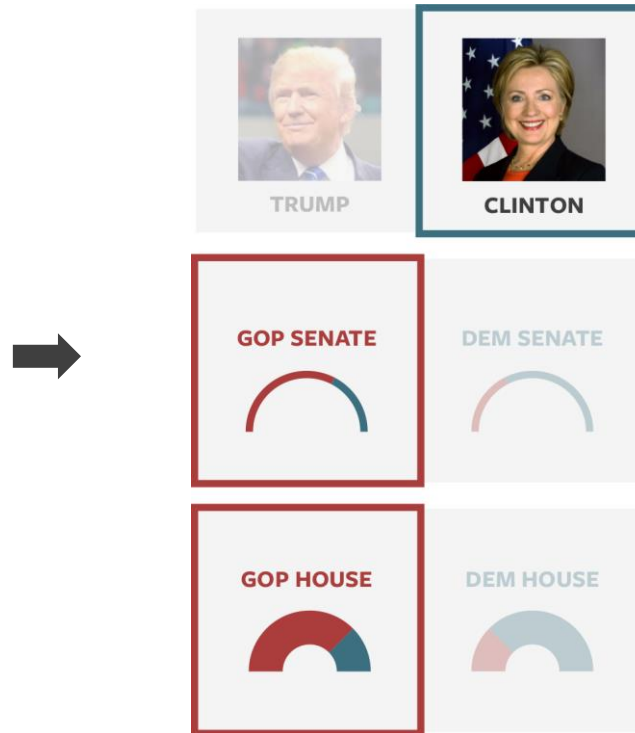 TRUMP
CLINTON
GOP SENATE
DEM SENATE
GOP HOUSE
DEM HOUSE